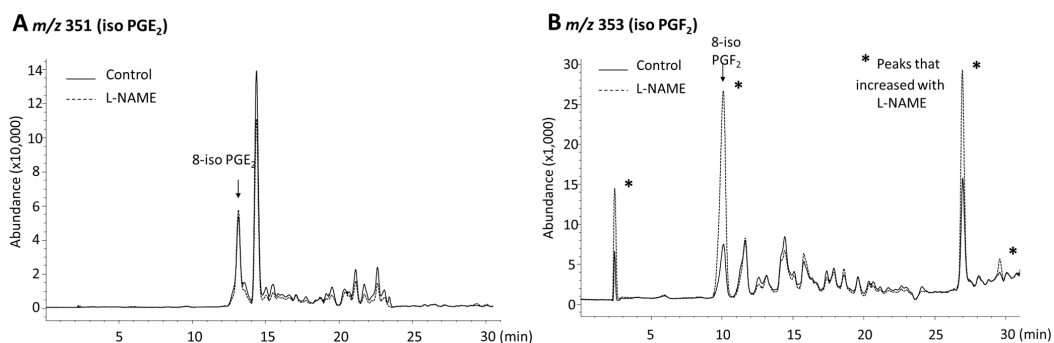 A m/z 351 (iso PGE₂)
Control
L-NAME
8-iso PGE₂
Abundance (x10,000)
14
12
10
8
6
4
2
0
5
10
15
20
25
30 (min)
B m/z 353 (iso PGF₂)
8-iso
PGF₂
Control
L-NAME
* Peaks that
increased with
L-NAME
*
*
*
*
Abundance (x1,000)
30
25
20
15
10
5
0
5
10
15
20
25
30 (min)